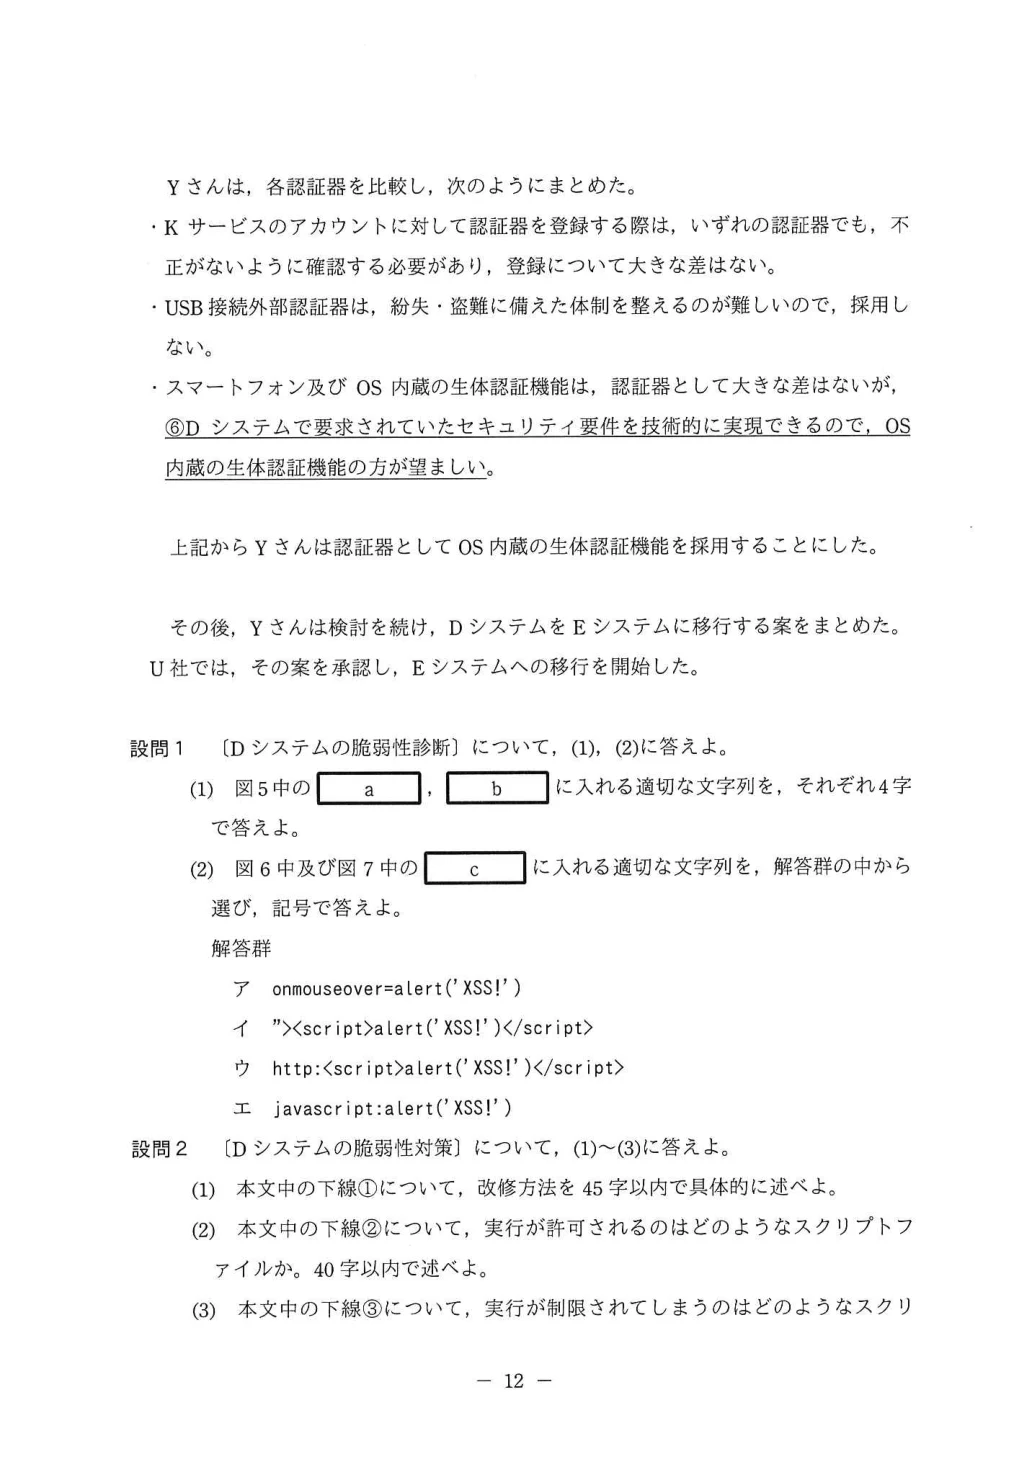 Y さんは，各認証器を比較し，次のようにまとめた。
・K サービスのアカウントに対して認証器を登録する際は，いずれの認証器でも，不
正がないように確認する必要があり，登録について大きな差はない。
・USB 接続外部認証器は，紛失・盗難に備えた体制を整えるのが難しいので，採用し
ない。
・スマートフォン及び OS 内蔵の生体認証機能は，認証器として大きな差はないが，
⑥D システムで要求されていたセキュリティ要件を技術的に実現できるので，OS
内蔵の生体認証機能の方が望ましい。
上記から Y さんは認証器として OS 内蔵の生体認証機能を採用することにした。
その後，Y さんは検討を続け，D システムを E システムに移行する案をまとめた。
U 社では，その案を承認し，E システムへの移行を開始した。
設問1 〔D システムの脆弱性診断〕について，(1)，(2)に答えよ。
(1) 図5中の a ， b に入れる適切な文字列を，それぞれ4字
で答えよ。
(2) 図 6 中及び図 7 中の c に入れる適切な文字列を，解答群の中から
選び，記号で答えよ。
解答群
ア onmouseover=alert('XSS!')
イ ”><script>alert('XSS!')</script>
ウ http:<script>alert('XSS!')</script>
エ javascript:alert('XSS!')
設問2 〔D システムの脆弱性対策〕について，(1)～(3)に答えよ。
(1) 本文中の下線①について，改修方法を 45 字以内で具体的に述べよ。
(2) 本文中の下線②について，実行が許可されるのはどのようなスクリプトフ
ァイルか。40 字以内で述べよ。
(3) 本文中の下線③について，実行が制限されてしまうのはどのようなスクリ
－ 12 －